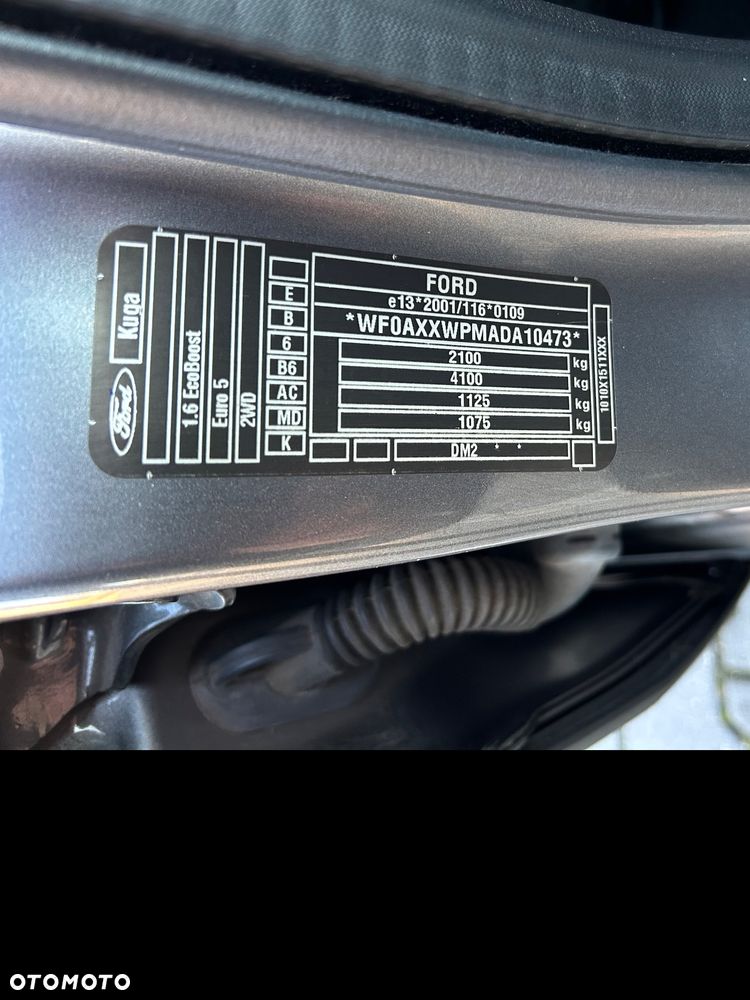 FORD
e13*2001/116*0109
*WF0AXXWPMADA10473*
2100 kg
4100 kg
1125 kg
1075 kg
DM2 * *
E
B
6
B6
AC
MD
K
Kuga
Ford
1.6 EcoBoost
Euro 5
2WD
1010X1511XXX
OTOMOTO